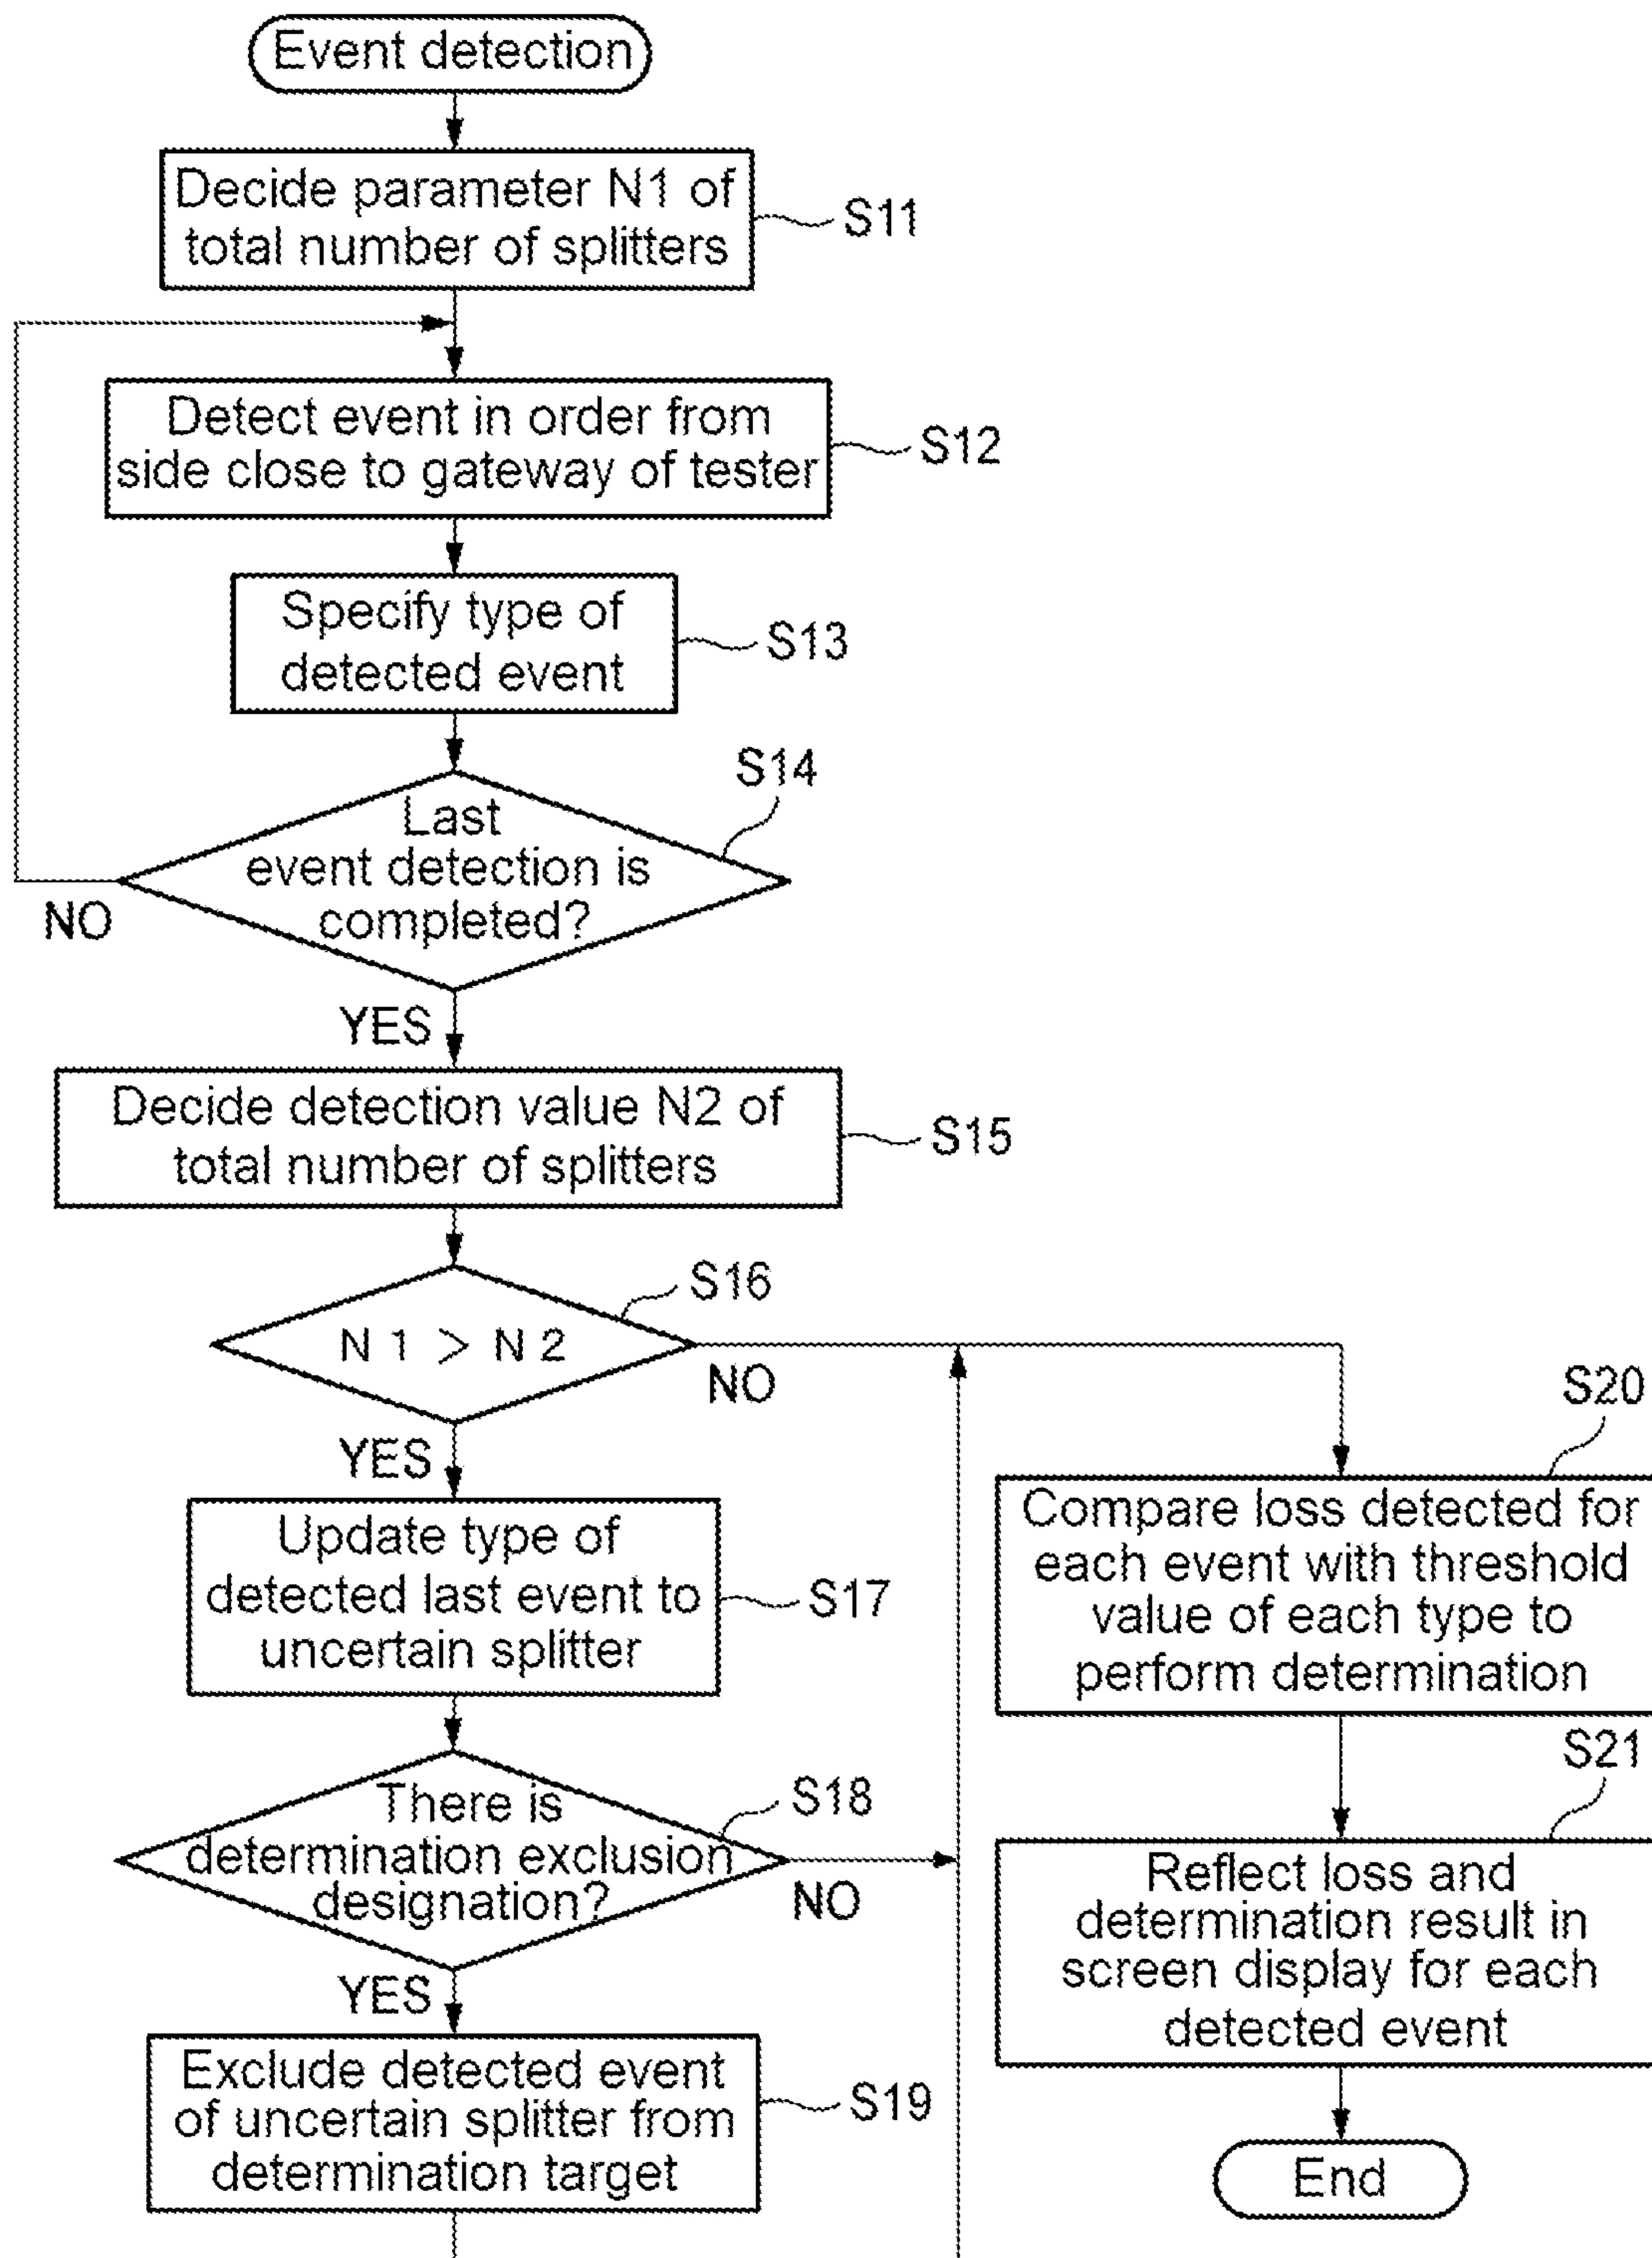 Event detection
Decide parameter N1 of
total number of splitters
S11
Detect event in order from
side close to gateway of tester
S12
Specify type of
detected event
S13
S14
Last
event detection is
completed?
NO
YES
Decide detection value N2 of
total number of splitters
S15
S16
N 1 > N 2
NO
YES
Update type of
detected last event to
uncertain splitter
S17
There is
determination exclusion
designation?
S18
NO
YES
Exclude detected event
of uncertain splitter from
determination target
S19
S20
Compare loss detected for
each event with threshold
value of each type to
perform determination
S21
Reflect loss and
determination result in
screen display for each
detected event
End